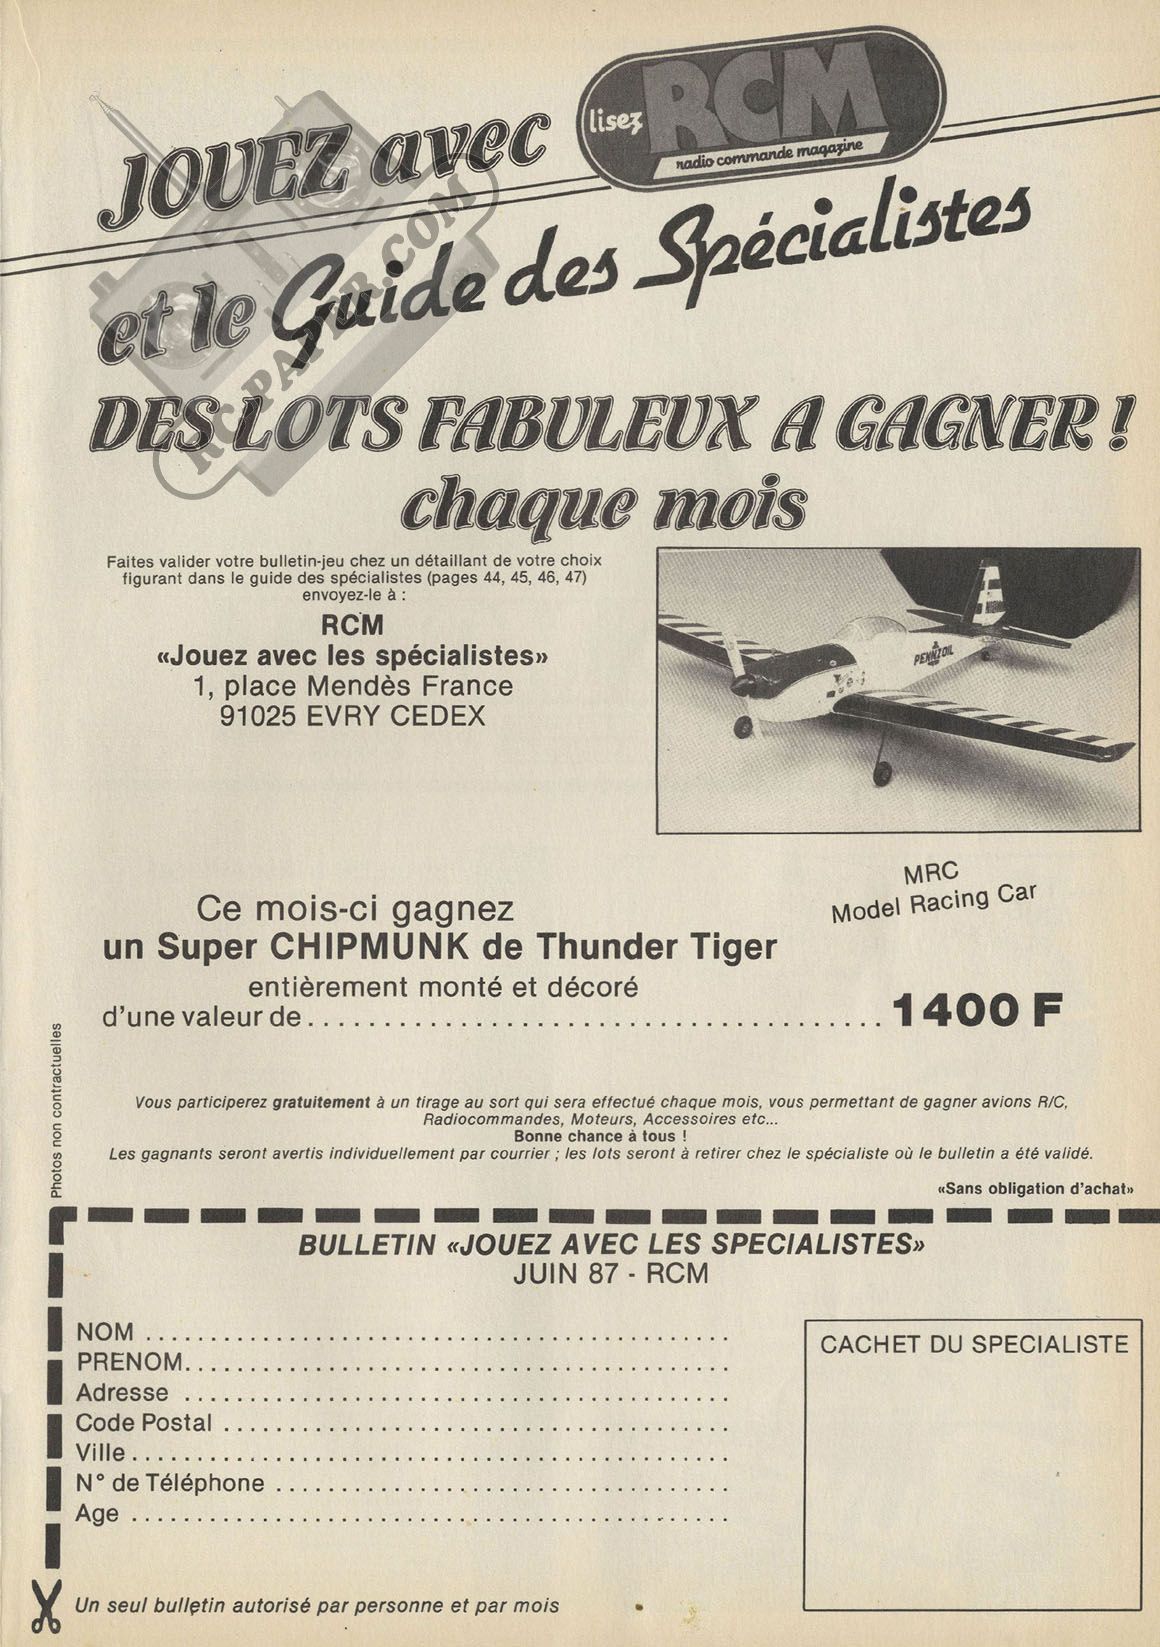 JOUEZ avec
lisez RCM
radio commande magazine
et le Guide des Spécialistes
RC-PAPER.COM
DES LOTS FABULEUX A GAGNER !
chaque mois
Faites valider votre bulletin-jeu chez un détaillant de votre choix
figurant dans le guide des spécialistes (pages 44, 45, 46, 47)
envoyez-le à :
RCM
«Jouez avec les spécialistes»
1, place Mendès France
91025 EVRY CEDEX
PENNZOIL
MRC
Model Racing Car
Ce mois-ci gagnez
un Super CHIPMUNK de Thunder Tiger
entièrement monté et décoré
d'une valeur de........................................ 1400 F
Photos non contractuelles
Vous participerez gratuitement à un tirage au sort qui sera effectué chaque mois, vous permettant de gagner avions R/C,
Radiocommandes, Moteurs, Accessoires etc...
Bonne chance à tous !
Les gagnants seront avertis individuellement par courrier ; les lots seront à retirer chez le spécialiste où le bulletin a été validé.
«Sans obligation d'achat»
BULLETIN «JOUEZ AVEC LES SPECIALISTES»
JUIN 87 - RCM
NOM ..............................................
PRENOM...........................................
Adresse ...........................................
Code Postal ........................................
Ville...............................................
N° de Téléphone ....................................
Age ...............................................
CACHET DU SPECIALISTE
Un seul bulletin autorisé par personne et par mois